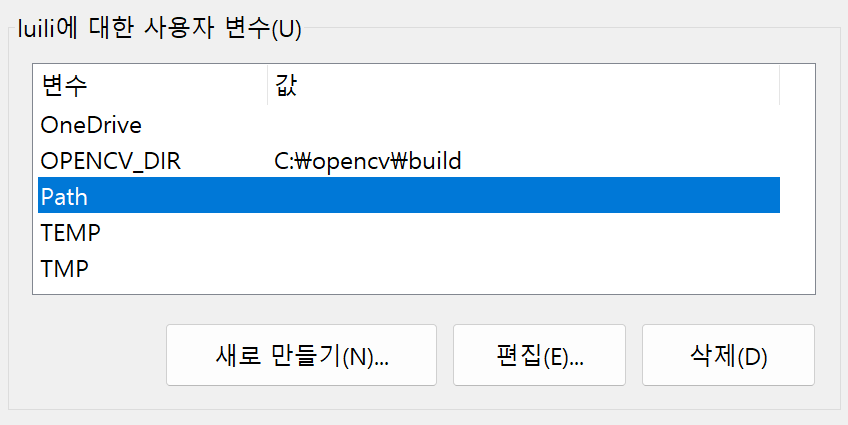 luili에 대한 사용자 변수(U)
변수 값
OneDrive
OPENCV_DIR C:₩opencv₩build
Path
TEMP
TMP
새로 만들기(N)... 편집(E)... 삭제(D)